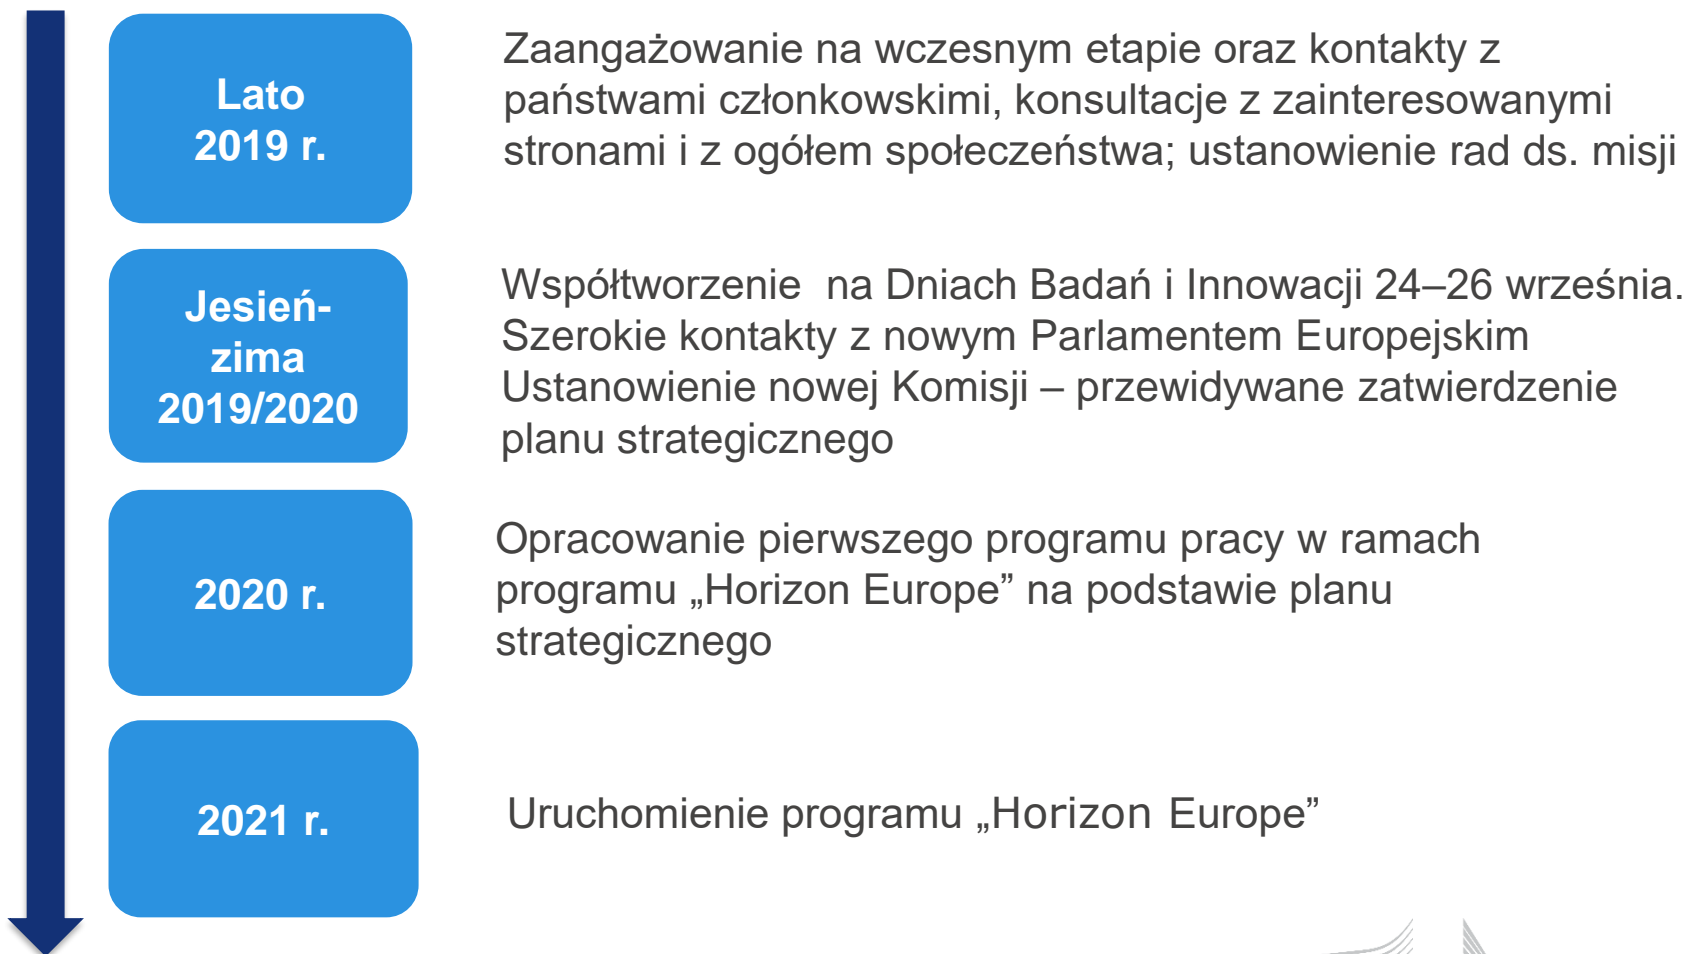 Lato
2019 r.
Zaangażowanie na wczesnym etapie oraz kontakty z
państwami członkowskimi, konsultacje z zainteresowanymi
stronami i z ogółem społeczeństwa; ustanowienie rad ds. misji
Jesień-
zima
2019/2020
Współtworzenie  na Dniach Badań i Innowacji 24–26 września.
Szerokie kontakty z nowym Parlamentem Europejskim
Ustanowienie nowej Komisji – przewidywane zatwierdzenie
planu strategicznego
2020 r.
Opracowanie pierwszego programu pracy w ramach
programu „Horizon Europe” na podstawie planu
strategicznego
2021 r.
Uruchomienie programu „Horizon Europe”